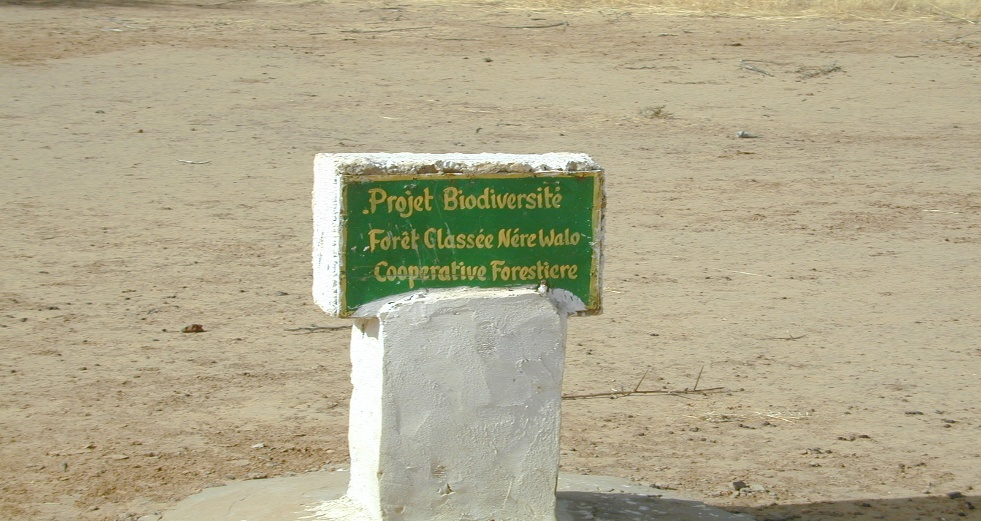 Projet Biodiversité
Forêt Classée Nére Walo
Cooperative Forestiere